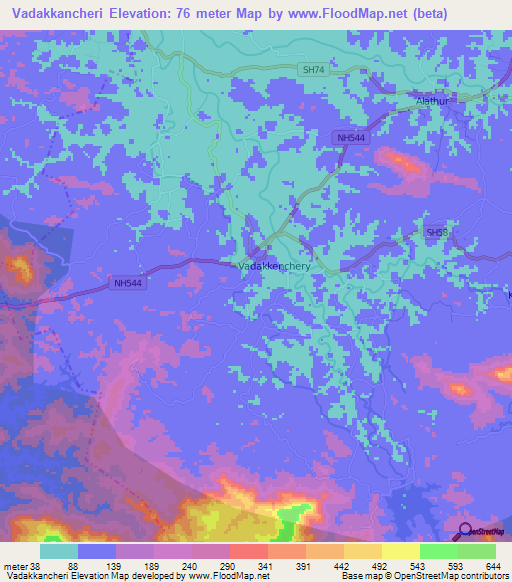 Vadakkancheri Elevation: 76 meter Map by www.FloodMap.net (beta)
SH74
Alathur
NH544
SH58
Vadakkenchery
NH544
K
OpenStreetMap
meter 38 88 139 189 240 290 341 391 442 492 543 593 644
Vadakkancheri Elevation Map developed by www.FloodMap.net
Base map © OpenStreetMap contributors